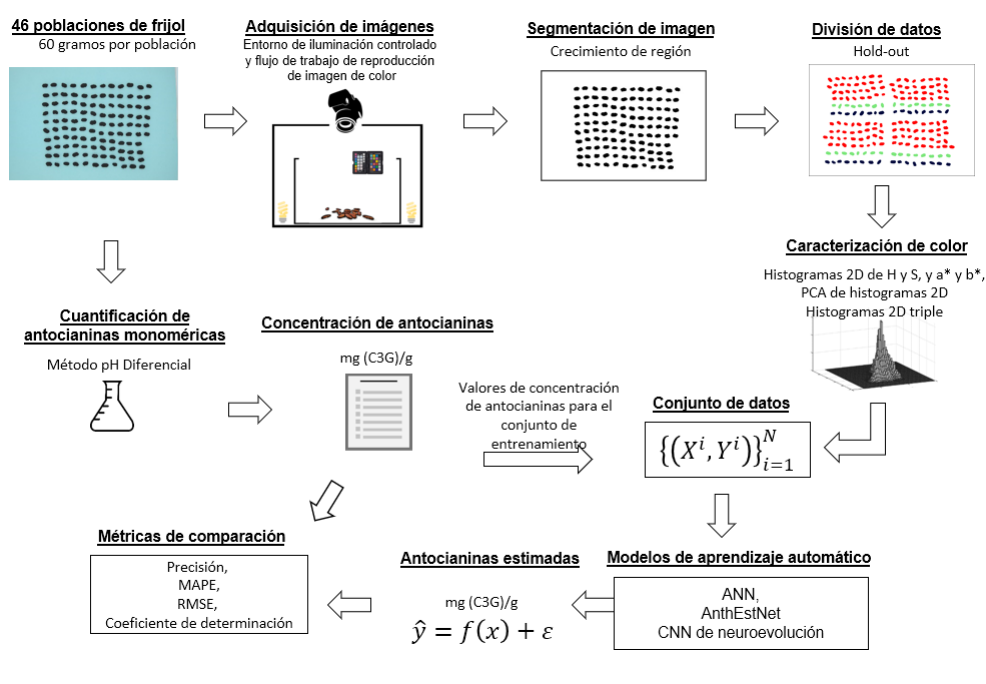 46 poblaciones de frijol
60 gramos por población
Adquisición de imágenes
Entorno de iluminación controlado
y flujo de trabajo de reproducción
de imagen de color
Segmentación de imagen
Crecimiento de región
División de datos
Hold-out
Caracterización de color
Histogramas 2D de H y S, y a* y b*,
PCA de histogramas 2D
Histogramas 2D triple
Cuantificación de
antocianinas monoméricas
Método pH Diferencial
Concentración de antocianinas
mg (C3G)/g
Valores de concentración
de antocianinas para el
conjunto de
entrenamiento
Conjunto de datos
{(Xⁱ, Yⁱ)}ᵢ₌₁ᴺ
Modelos de aprendizaje automático
ANN,
AnthEstNet
CNN de neuroevolución
Antocianinas estimadas
mg (C3G)/g
ŷ = f(x) + ε
Métricas de comparación
Precisión,
MAPE,
RMSE,
Coeficiente de determinación